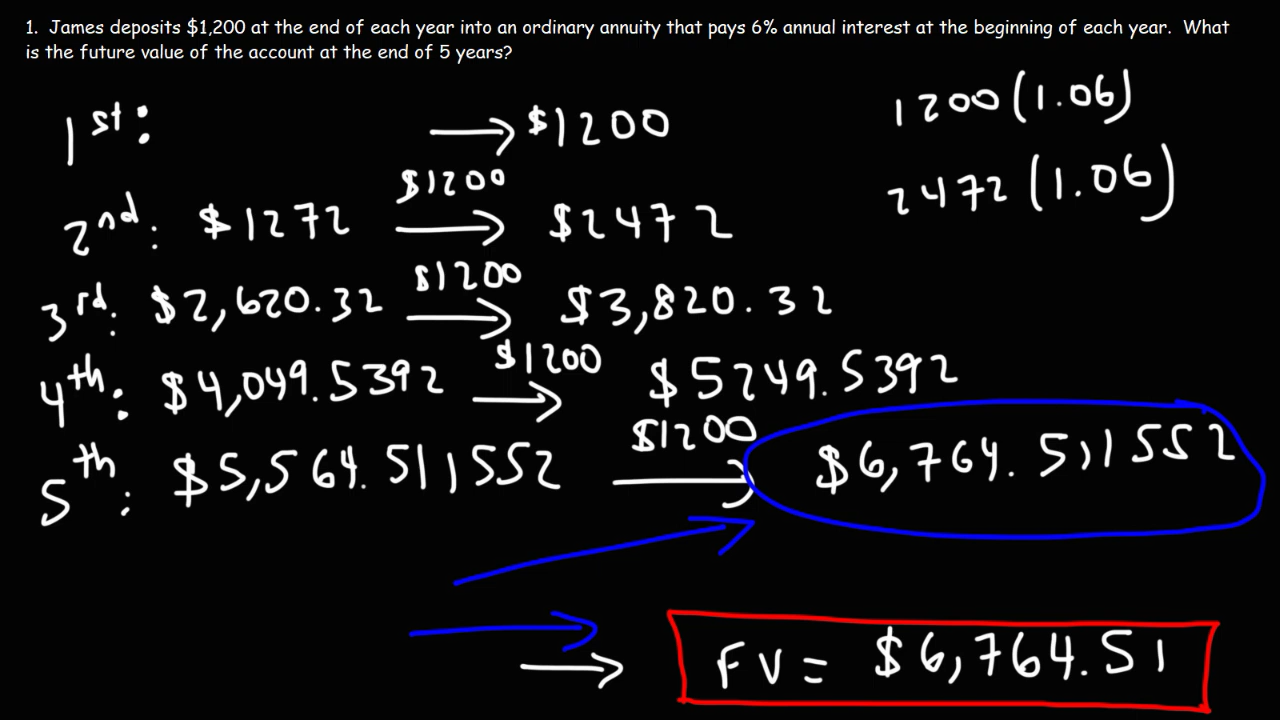 1. James deposits $1,200 at the end of each year into an ordinary annuity that pays 6% annual interest at the beginning of each year. What
is the future value of the account at the end of 5 years?
1st: → $1200
1200(1.06)
2472(1.06)
$1200
2nd: $1272 → $2472
$1200
3rd: $2,620.32 → $3,820.32
$1200
4th: $4,049.5392 → $5249.5392
$1200
5th: $5,564.511552 → $6,764.511552
→ FV = $6,764.51